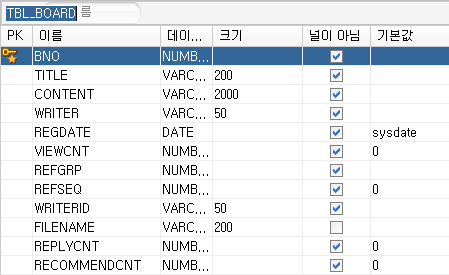 TBL_BOARD 를
PK 이름 데이... 크기 널이 아님 기본값
BNO NUMB...
TITLE VARC... 200
CONTENT VARC... 2000
WRITER VARC... 50
REGDATE DATE sysdate
VIEWCNT NUMB... 0
REFGRP NUMB...
REFSEQ NUMB... 0
WRITERID VARC... 50
FILENAME VARC... 200
REPLYCNT NUMB... 0
RECOMMENDCNT NUMB... 0